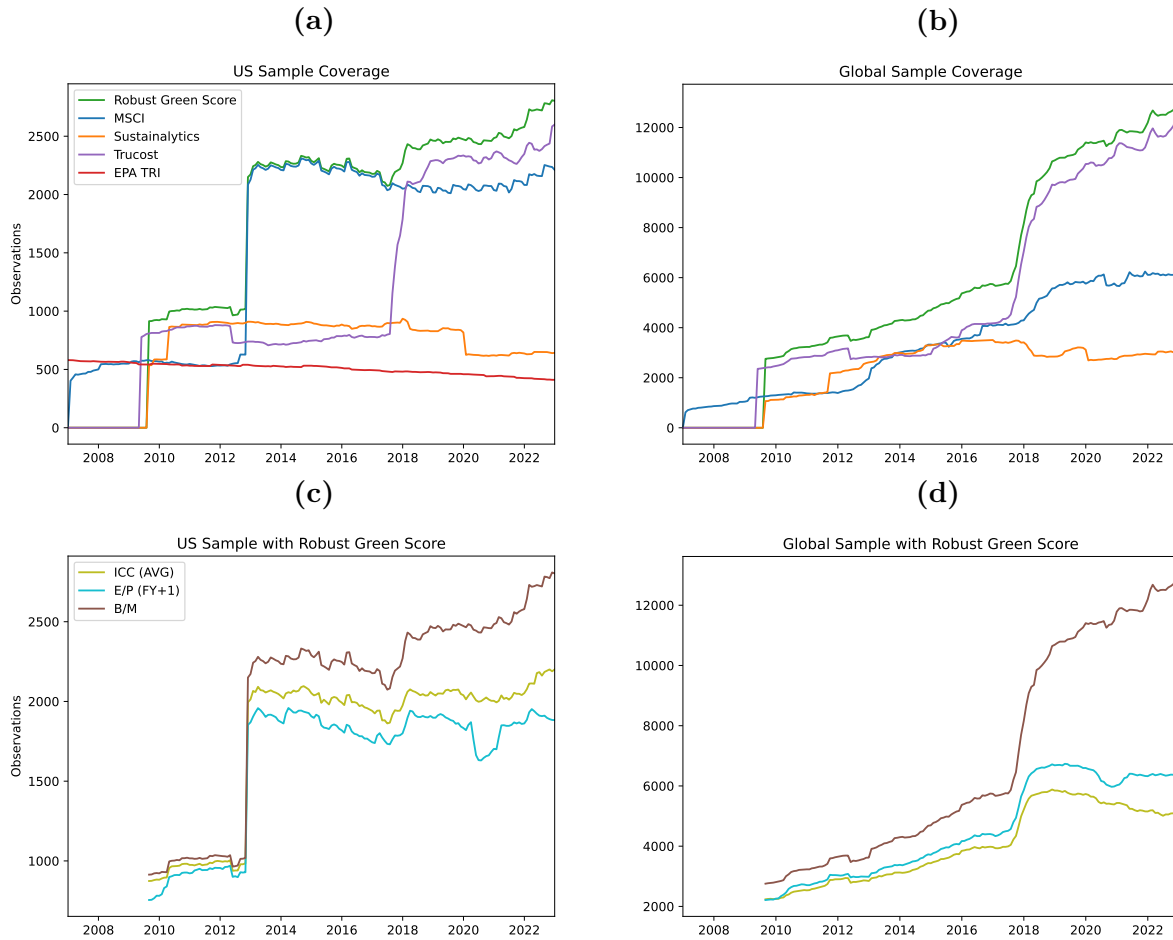 (a)
US Sample Coverage
Robust Green Score
MSCI
Sustainalytics
Trucost
EPA TRI
Observations
2500
2000
1500
1000
500
0
2008 2010 2012 2014 2016 2018 2020 2022
(b)
Global Sample Coverage
12000
10000
8000
6000
4000
2000
0
2008 2010 2012 2014 2016 2018 2020 2022
(c)
US Sample with Robust Green Score
ICC (AVG)
E/P (FY+1)
B/M
Observations
2500
2000
1500
1000
2008 2010 2012 2014 2016 2018 2020 2022
(d)
Global Sample with Robust Green Score
12000
10000
8000
6000
4000
2000
2008 2010 2012 2014 2016 2018 2020 2022